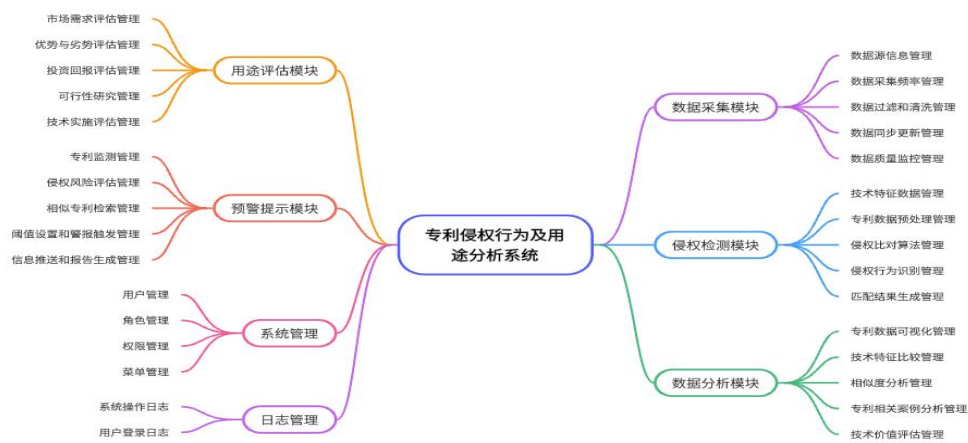 专利侵权行为及用
途分析系统
用途评估模块
市场需求评估管理
优势与劣势评估管理
投资回报评估管理
可行性研究管理
技术实施评估管理
预警提示模块
专利监测管理
侵权风险评估管理
相似专利检索管理
阈值设置和警报触发管理
信息推送和报告生成管理
系统管理
用户管理
角色管理
权限管理
菜单管理
日志管理
系统操作日志
用户登录日志
数据采集模块
数据源信息管理
数据采集频率管理
数据过滤和清洗管理
数据同步更新管理
数据质量监控管理
侵权检测模块
技术特征数据管理
专利数据预处理管理
侵权比对算法管理
侵权行为识别管理
匹配结果生成管理
数据分析模块
专利数据可视化管理
技术特征比较管理
相似度分析管理
专利相关案例分析管理
技术价值评估管理